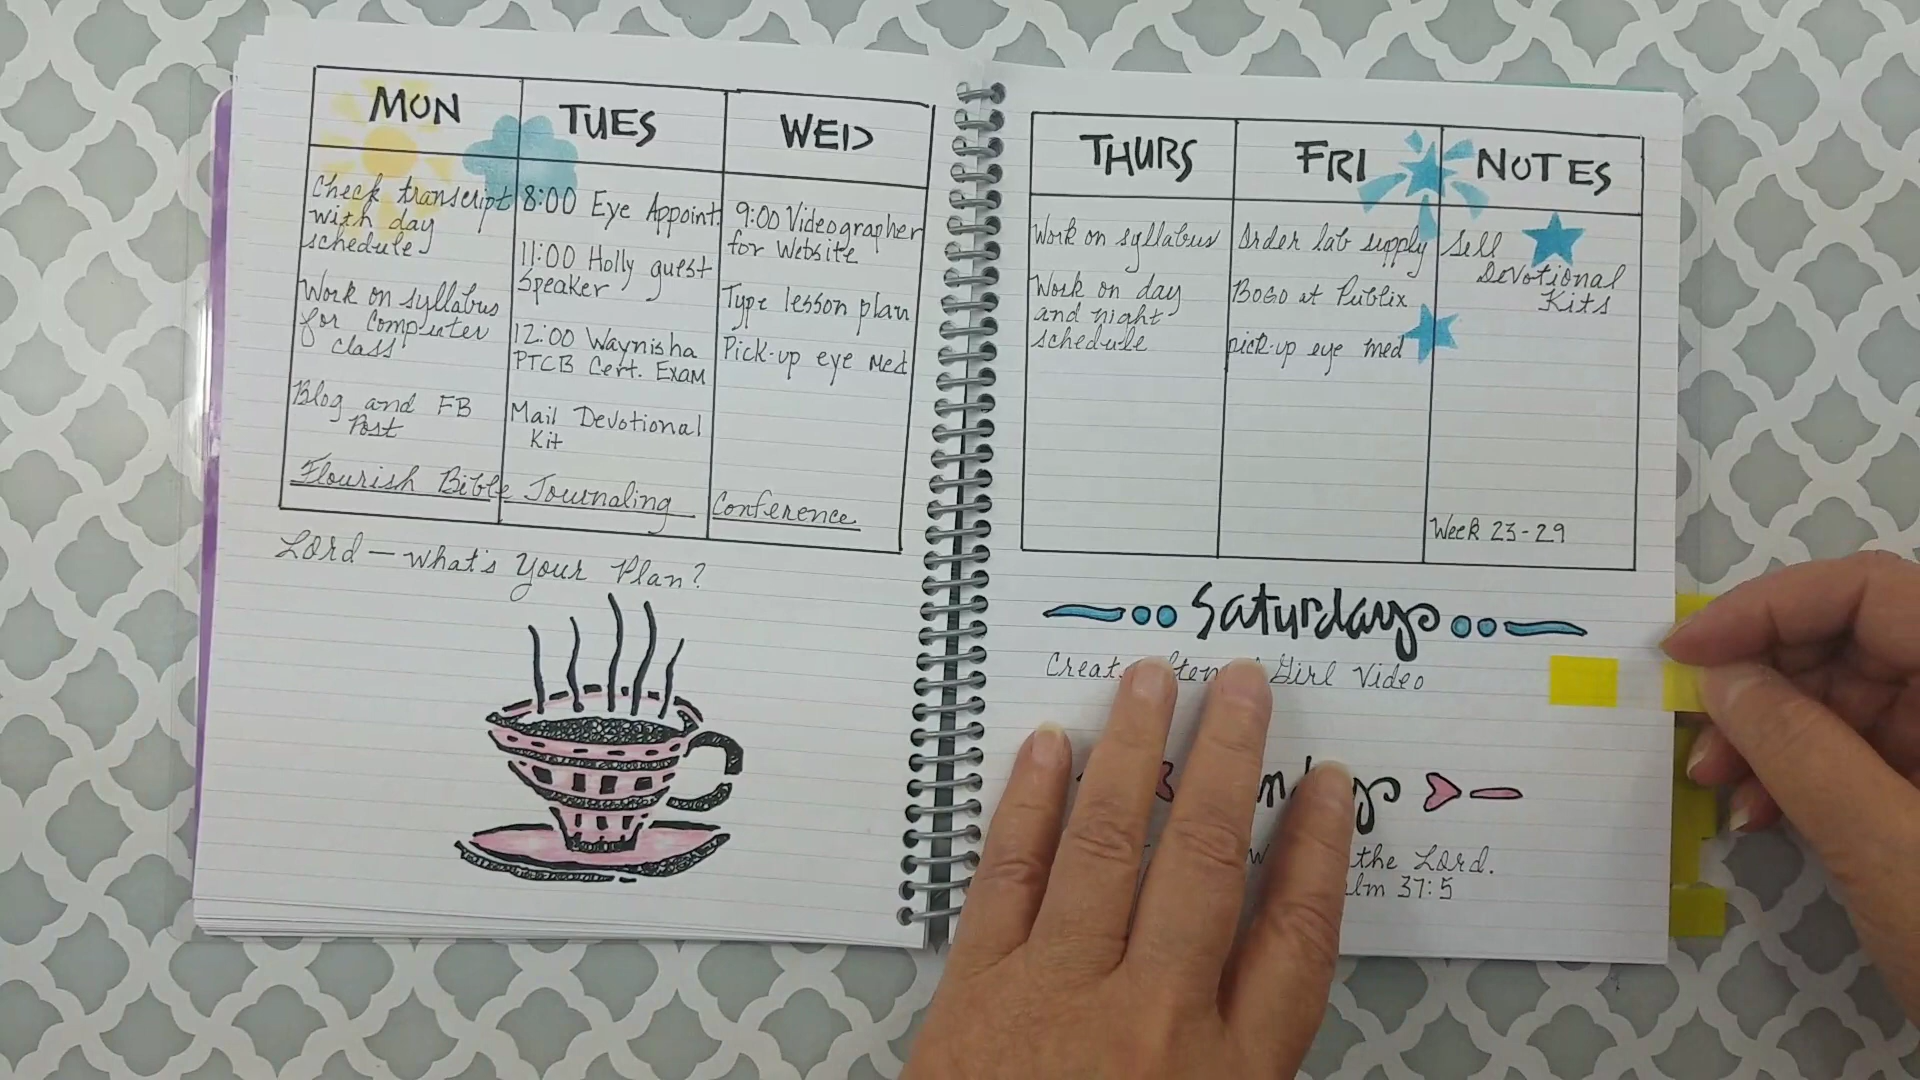 MON
Check transcript
with day
schedule
Work on syllabus
for computer
class
Blog and FB
Post
TUES
8:00 Eye Appoint.
11:00 Holly guest
Speaker
12:00 Waynisha
PTCB Cert. Exam
Mail Devotional
Kit
WED
9:00 Videographer
for Website
Type lesson plan
Pick-up eye med
Flourish Bible Journaling Conference
Lord - What's Your Plan?
THURS
Work on syllabus
Work on day
and night
schedule
FRI
Order lab supply
BOGO at Publix
pick-up eye med
NOTES
Sell
Devotional
Kits
Week 23-29
Saturdays
Girl Video
the Lord.
37:5